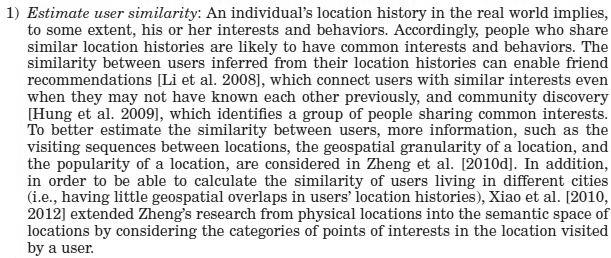 1) Estimate user similarity: An individual's location history in the real world implies,
to some extent, his or her interests and behaviors. Accordingly, people who share
similar location histories are likely to have common interests and behaviors. The
similarity between users inferred from their location histories can enable friend
recommendations [Li et al. 2008], which connect users with similar interests even
when they may not have known each other previously, and community discovery
[Hung et al. 2009], which identifies a group of people sharing common interests.
To better estimate the similarity between users, more information, such as the
visiting sequences between locations, the geospatial granularity of a location, and
the popularity of a location, are considered in Zheng et al. [2010d]. In addition,
in order to be able to calculate the similarity of users living in different cities
(i.e., having little geospatial overlaps in users' location histories), Xiao et al. [2010,
2012] extended Zheng's research from physical locations into the semantic space of
locations by considering the categories of points of interests in the location visited
by a user.